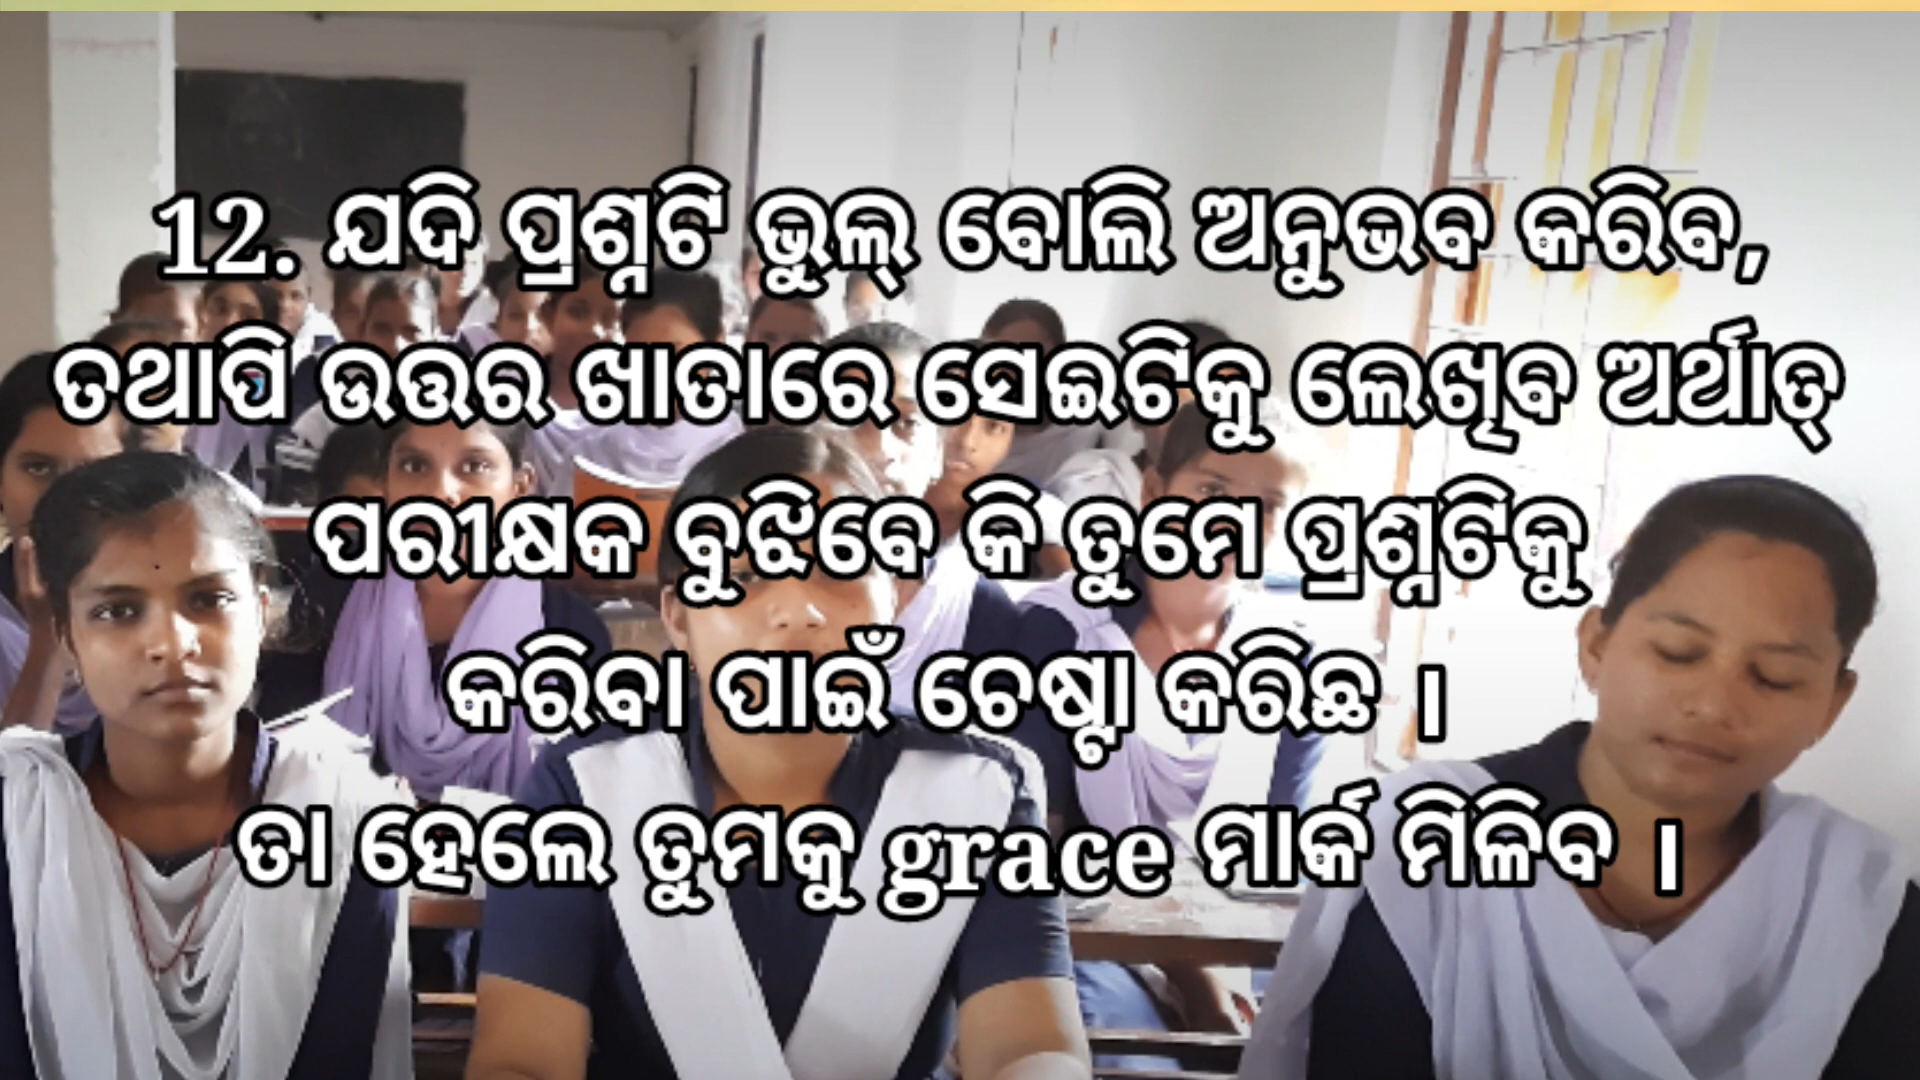 12. ଯଦି ପ୍ରଶ୍ନଟି ଭୁଲ୍ ବୋଲି ଅନୁଭବ କରିବ,
ତଥାପି ଉତ୍ତର ଖାତାରେ ସେଇଟିକୁ ଲେଖିବ ଅର୍ଥାତ୍
ପରୀକ୍ଷକ ବୁଝିବେ କି ତୁମେ ପ୍ରଶ୍ନଟିକୁ
କରିବା ପାଇଁ ଚେଷ୍ଟା କରିଛ ।
ତା ହେଲେ ତୁମକୁ grace ମାର୍କ ମିଳିବ ।